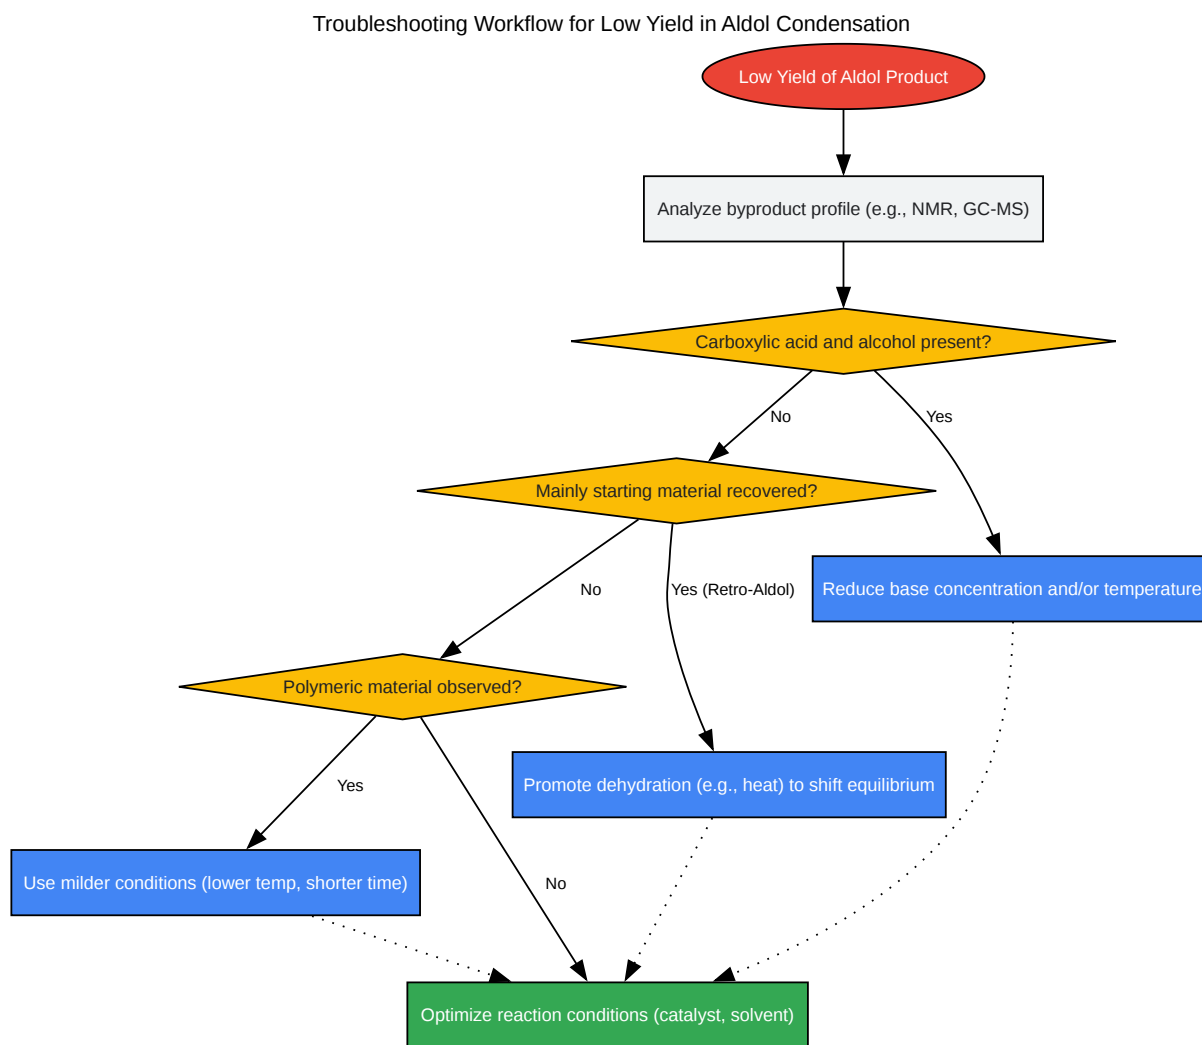 Troubleshooting Workflow for Low Yield in Aldol Condensation
Low Yield of Aldol Product
Analyze byproduct profile (e.g., NMR, GC-MS)
Carboxylic acid and alcohol present?
No
Yes
Mainly starting material recovered?
No
Yes (Retro-Aldol)
Reduce base concentration and/or temperature
Polymeric material observed?
Promote dehydration (e.g., heat) to shift equilibrium
Yes
No
Use milder conditions (lower temp, shorter time)
Optimize reaction conditions (catalyst, solvent)